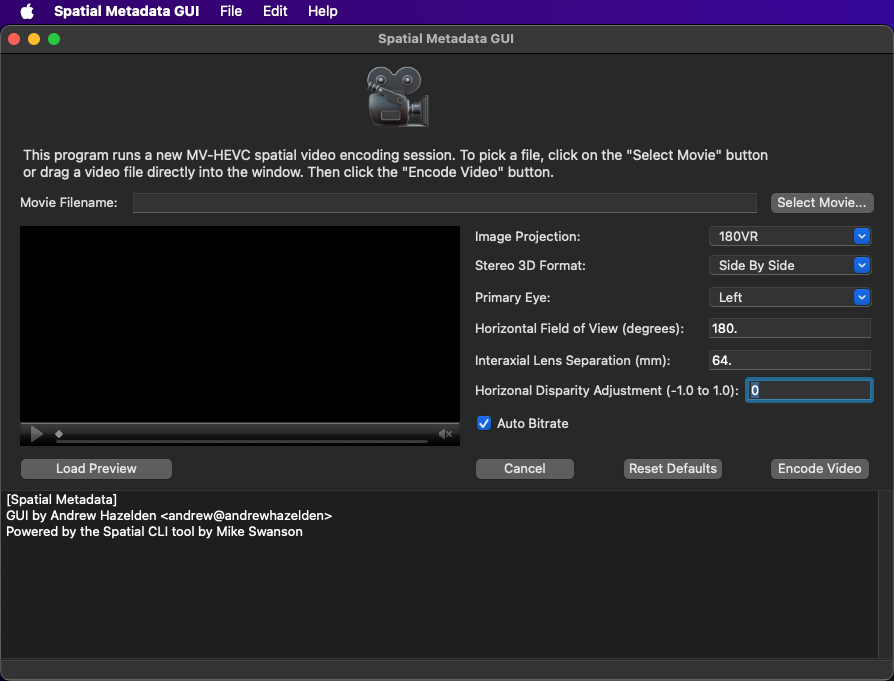 Spatial Metadata GUI File Edit Help
Spatial Metadata GUI
This program runs a new MV-HEVC spatial video encoding session. To pick a file, click on the "Select Movie" button
or drag a video file directly into the window. Then click the "Encode Video" button.
Movie Filename: Select Movie...
Image Projection: 180VR
Stereo 3D Format: Side By Side
Primary Eye: Left
Horizontal Field of View (degrees): 180.
Interaxial Lens Separation (mm): 64.
Horizonal Disparity Adjustment (-1.0 to 1.0): 0
Auto Bitrate
Load Preview Cancel Reset Defaults Encode Video
[Spatial Metadata]
GUI by Andrew Hazelden <andrew@andrewhazelden>
Powered by the Spatial CLI tool by Mike Swanson